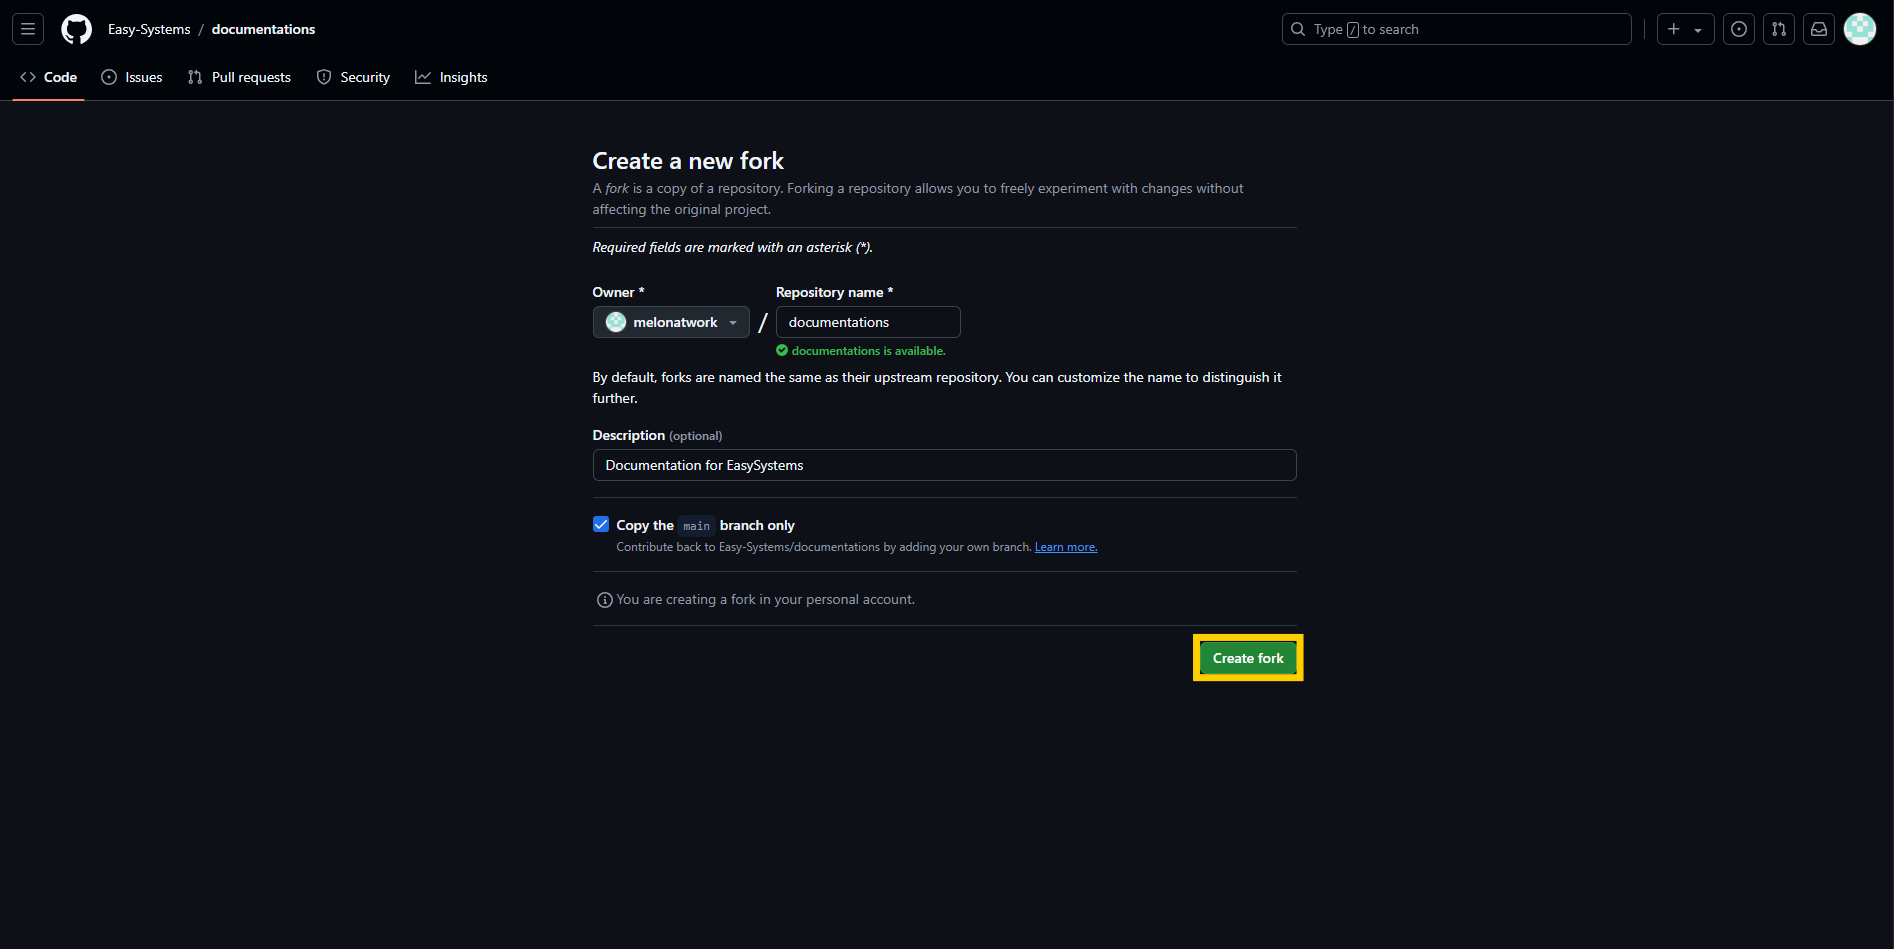 Easy-Systems / documentations
Type / to search
Code Issues Pull requests Security Insights
Create a new fork
A fork is a copy of a repository. Forking a repository allows you to freely experiment with changes without
affecting the original project.
Required fields are marked with an asterisk (*).
Owner * Repository name *
melonatwork / documentations
documentations is available.
By default, forks are named the same as their upstream repository. You can customize the name to distinguish it
further.
Description (optional)
Documentation for EasySystems
Copy the main branch only
Contribute back to Easy-Systems/documentations by adding your own branch. Learn more.
You are creating a fork in your personal account.
Create fork